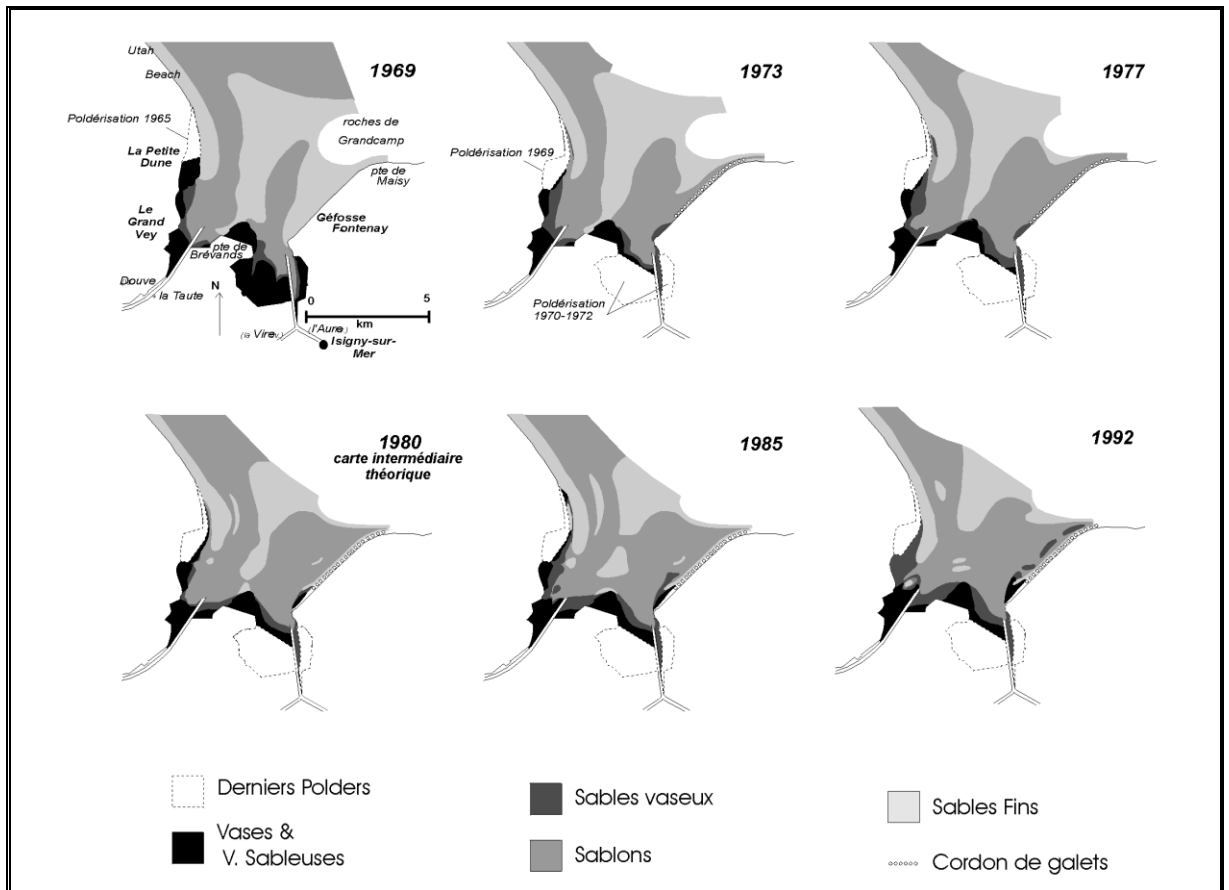 Utah
Beach
1969
Poldérisation 1965
La Petite
Dune
roches de
Grandcamp
pte de
Maisy
Le
Grand
Vey
Géfosse
Fontenay
pte de
Brévands
Douve
la Taute
N
0
5
km
(la Vire)
(l'Aure)
Isigny-sur-
Mer
1973
Poldérisation 1969
Poldérisation
1970-1972
1977
1980
carte intermédiaire
théorique
1985
1992
Derniers Polders
Vases &
V. Sableuses
Sables vaseux
Sablons
Sables Fins
Cordon de galets